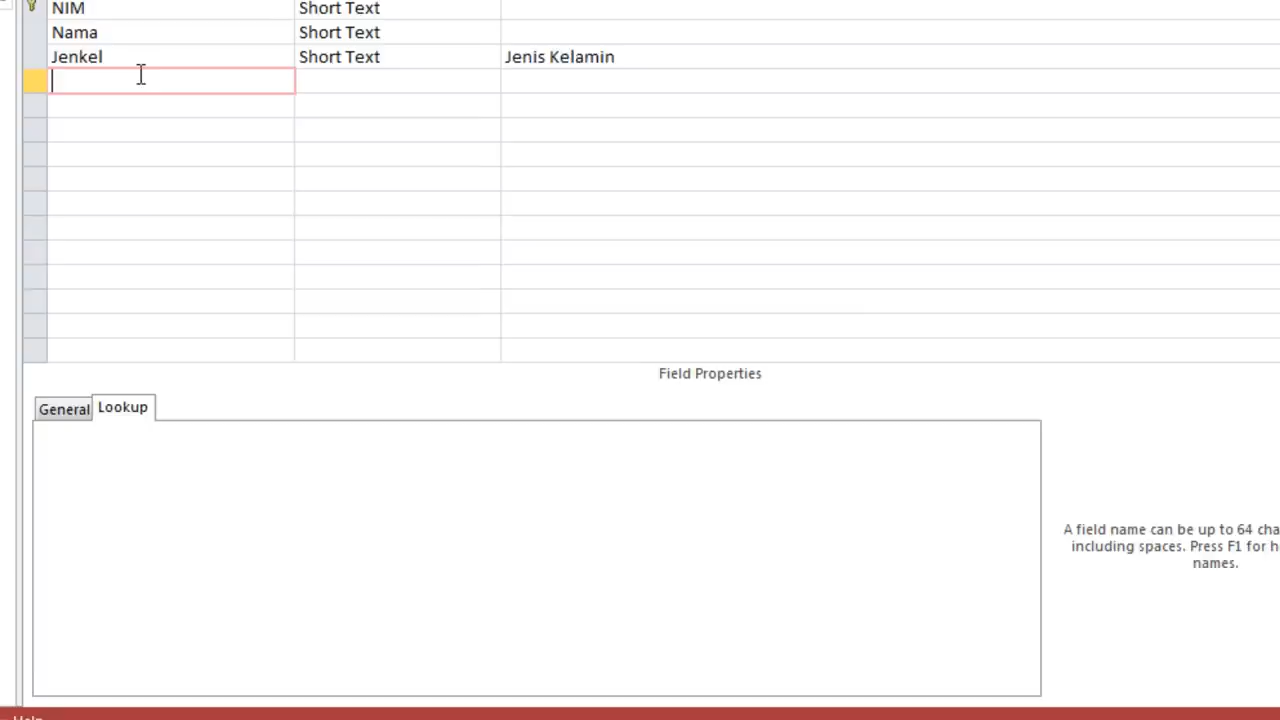 NIM Short Text
Nama Short Text
Jenkel Short Text Jenis Kelamin
Field Properties
General Lookup
A field name can be up to 64 cha
including spaces. Press F1 for h
names.
Help